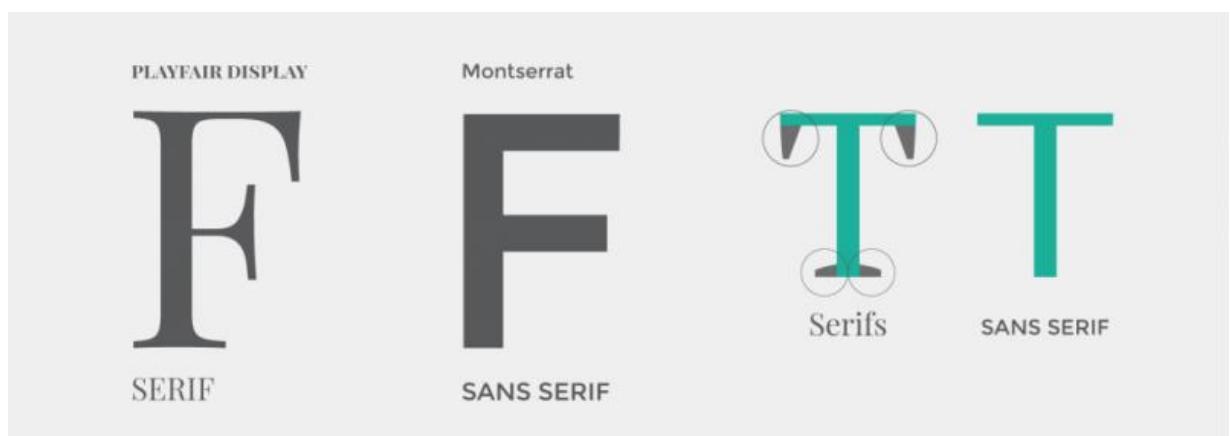 PLAYFAIR DISPLAY
F
SERIF
Montserrat
F
SANS SERIF
T
Serifs
T
SANS SERIF